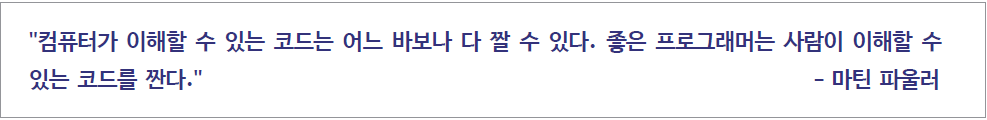 "컴퓨터가 이해할 수 있는 코드는 어느 바보나 다 짤 수 있다. 좋은 프로그래머는 사람이 이해할 수
있는 코드를 짠다." – 마틴 파울러